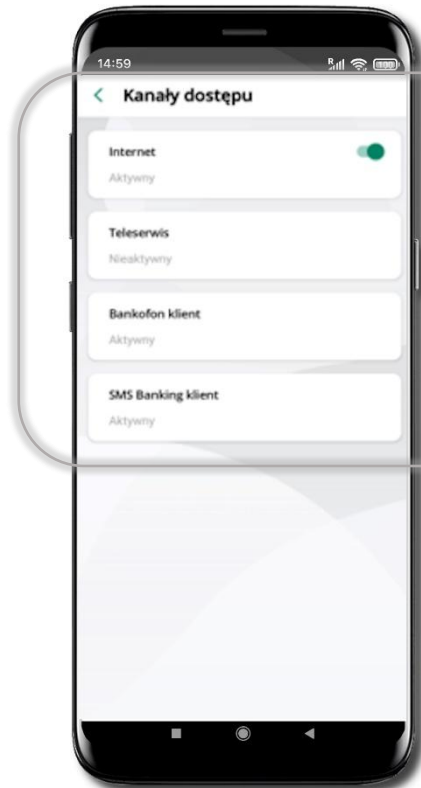 14:59
Kanały dostępu
Internet
Aktywny
Teleserwis
Nieaktywny
Bankofon klient
Aktywny
SMS Banking klient
Aktywny